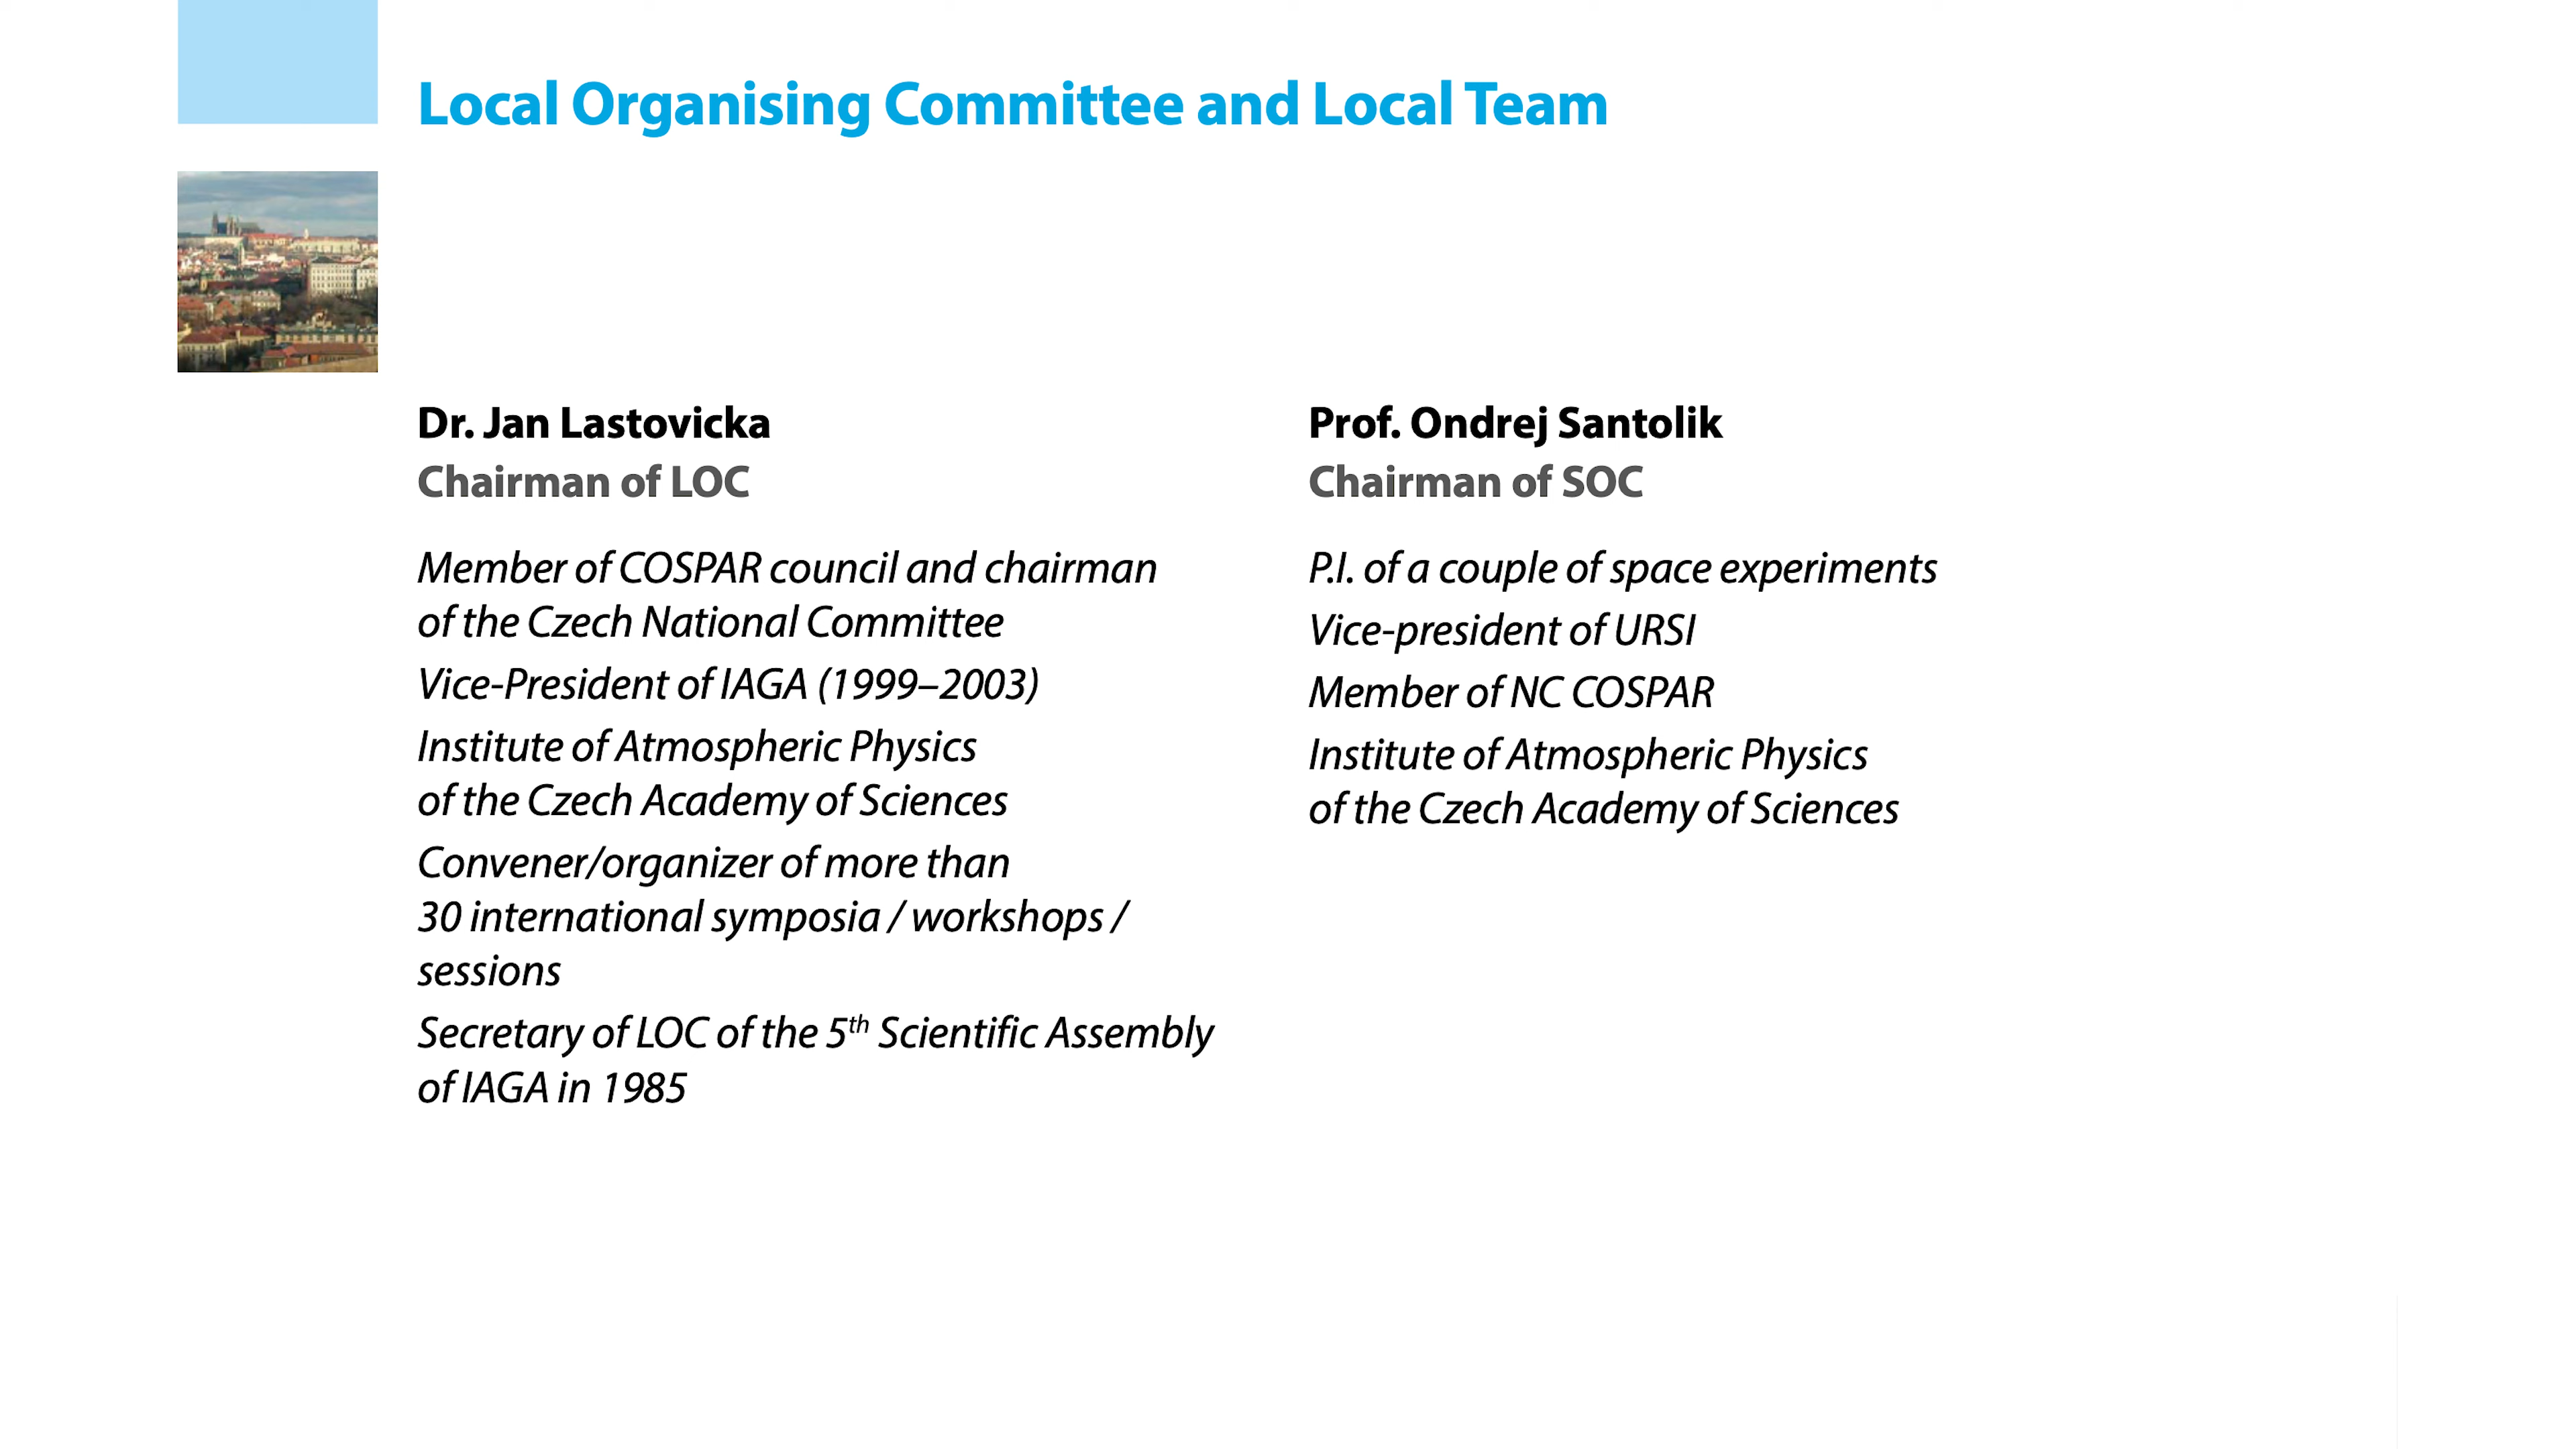 Local Organising Committee and Local Team
Dr. Jan Lastovicka
Chairman of LOC
Member of COSPAR council and chairman
of the Czech National Committee
Vice-President of IAGA (1999–2003)
Institute of Atmospheric Physics
of the Czech Academy of Sciences
Convener/organizer of more than
30 international symposia / workshops /
sessions
Secretary of LOC of the 5th Scientific Assembly
of IAGA in 1985
Prof. Ondrej Santolik
Chairman of SOC
P.I. of a couple of space experiments
Vice-president of URSI
Member of NC COSPAR
Institute of Atmospheric Physics
of the Czech Academy of Sciences